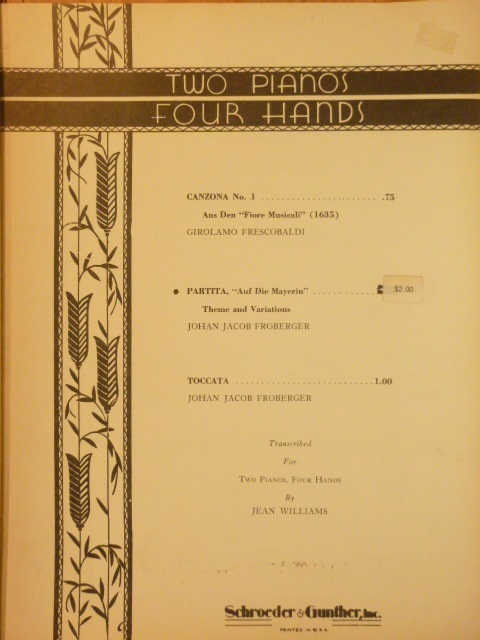 TWO PIANOS
FOUR HANDS
CANZONA No. 1 ........................ .75
Aus Den "Fiore Musicali" (1635)
GIROLAMO FRESCOBALDI
● PARTITA, "Auf Die Mayerin" ............ $2.00
Theme and Variations
JOHAN JACOB FROBERGER
TOCCATA ........................... 1.00
JOHAN JACOB FROBERGER
Transcribed
For
TWO PIANOS, FOUR HANDS
By
JEAN WILLIAMS
Schroeder & Gunther, Inc.
PRINTED IN U.S.A.